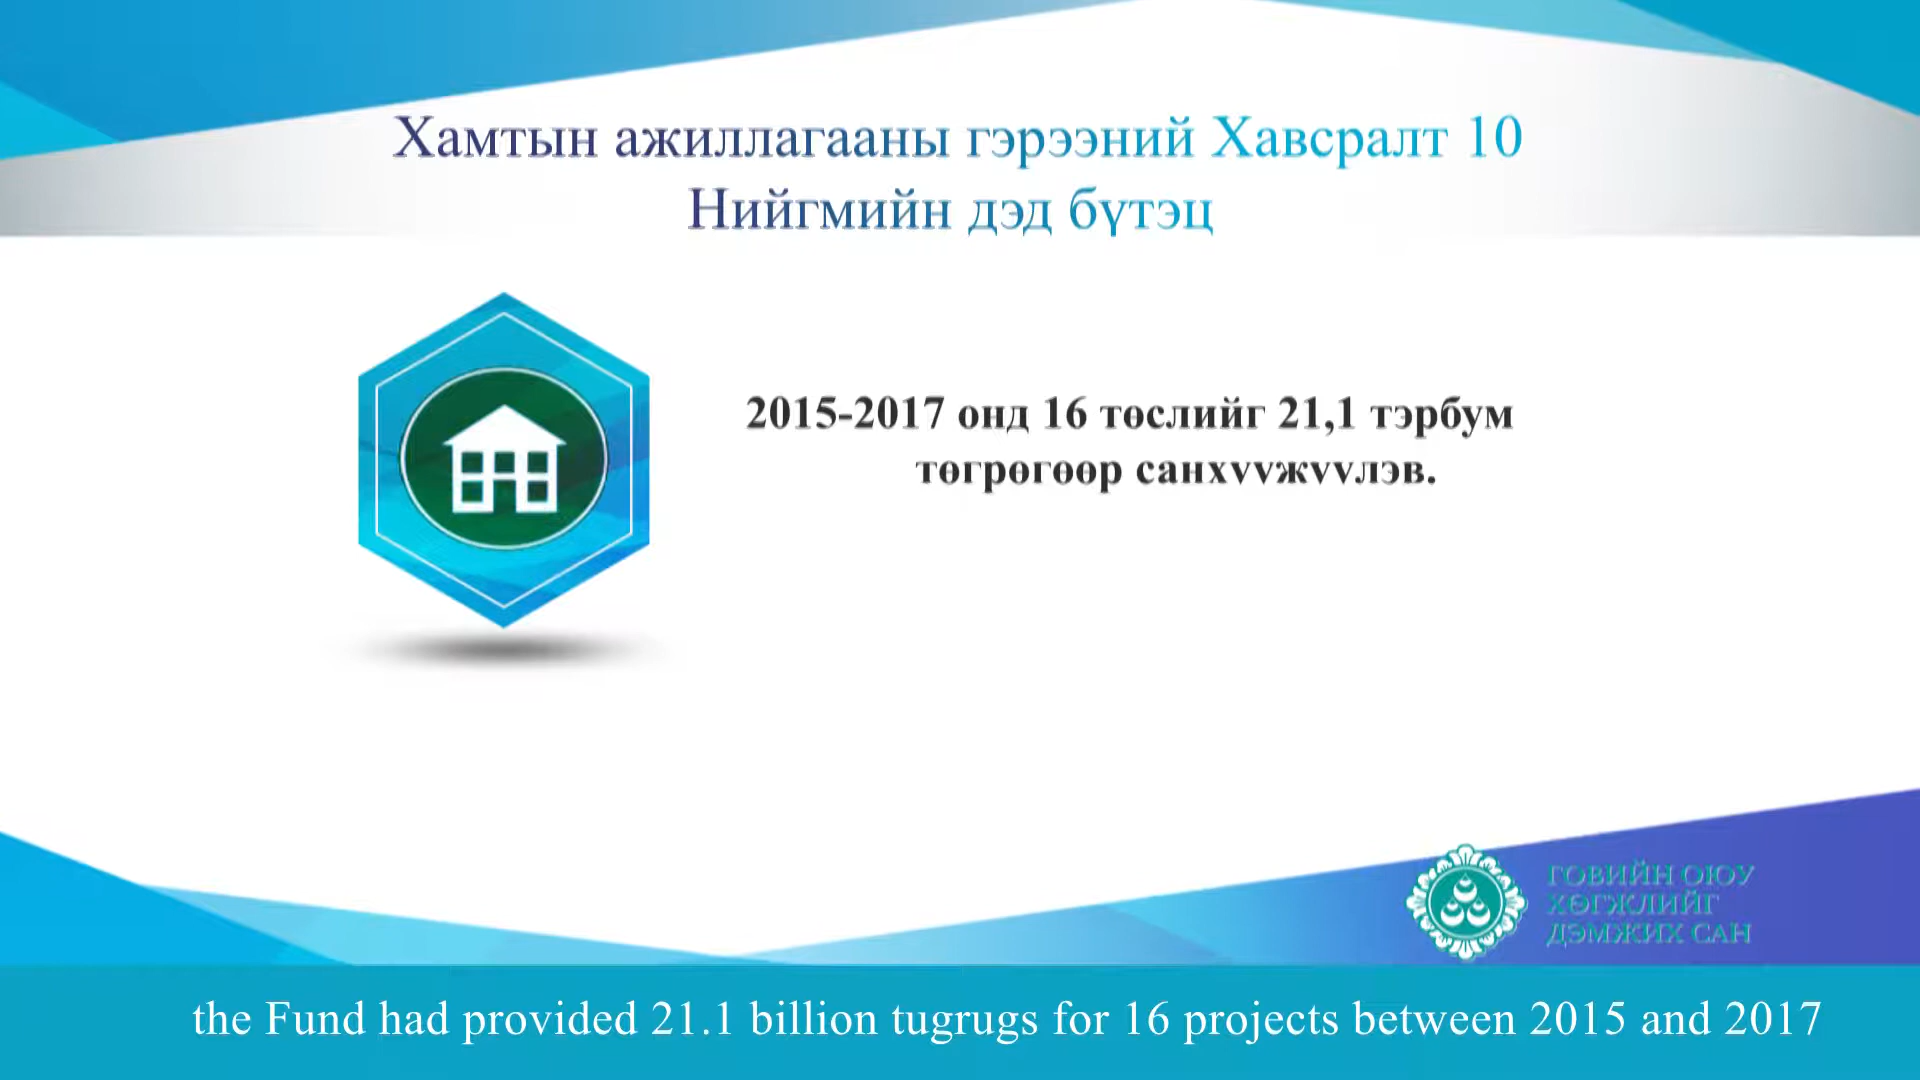 Хамтын ажиллагааны гэрээний Хавсралт 10
Нийгмийн дэд бүтэц
2015-2017 онд 16 төслийг 21,1 тэрбум
төгрөгөөр санхүүжүүлэв.
ГОВИЙН ОЮУ
ХӨГЖЛИЙГ
ДЭМЖИХ САН
the Fund had provided 21.1 billion tugrugs for 16 projects between 2015 and 2017